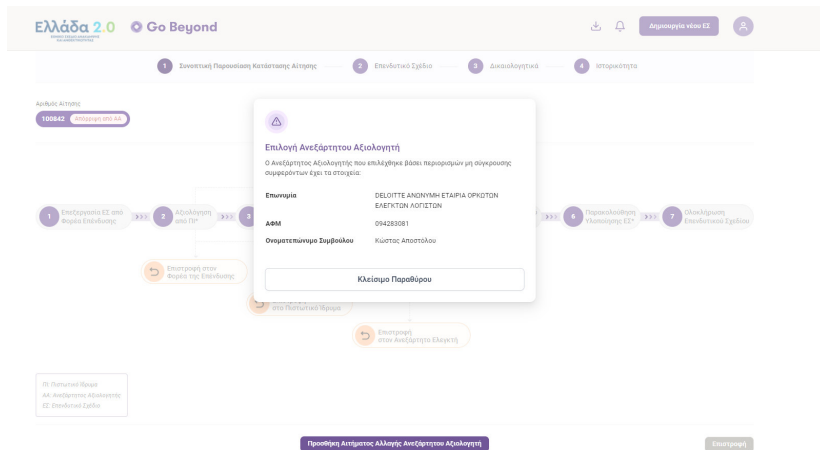 Ελλάδα 2.0
Go Beyond
Δημιουργία νέου ΕΣ
1 Συνοπτική Παρουσίαση Κατάστασης Αίτησης
2 Επενδυτικό Σχέδιο
3 Δικαιολογητικά
4 Ιστορικότητα
Αριθμός Αίτησης
100842 Απόρριψη από ΑΑ
Επιλογή Ανεξάρτητου Αξιολογητή
Ο Ανεξάρτητος Αξιολογητής που επιλέχθηκε βάσει περιορισμών μη σύγκρουσης
συμφερόντων έχει τα στοιχεία:
Επωνυμία
DELOITTE ΑΝΩΝΥΜΗ ΕΤΑΙΡΙΑ ΟΡΚΩΤΩΝ
ΕΛΕΓΚΤΩΝ ΛΟΓΙΣΤΩΝ
ΑΦΜ
094283081
Ονοματεπώνυμο Συμβούλου
Κώστας Αποστόλου
Κλείσιμο Παραθύρου
1 Επεξεργασία ΕΣ από
Φορέα Επένδυσης
2 Αξιολόγηση
από ΠΙ*
3
6 Παρακολούθηση
Υλοποίησης ΕΣ*
7 Ολοκλήρωση
Επενδυτικού Σχεδίου
Επιστροφή στον
Φορέα της Επένδυσης
στο Πιστωτικό Ίδρυμα
Επιστροφή
στον Ανεξάρτητο Ελεγκτή
ΠΙ: Πιστωτικό Ίδρυμα
ΑΑ: Ανεξάρτητος Αξιολογητής
ΕΣ: Επενδυτικό Σχέδιο
Προσθήκη Αιτήματος Αλλαγής Ανεξάρτητου Αξιολογητή
Επιστροφή